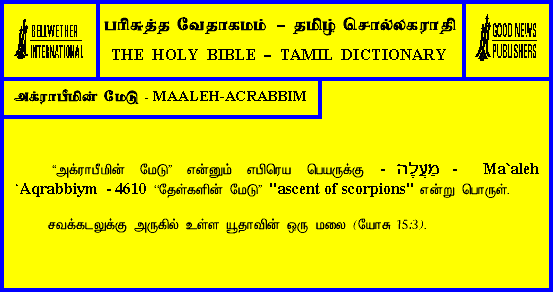 BELLWETHER
INTERNATIONAL
பரிசுத்த வேதாகமம் – தமிழ் சொல்லகராதி
THE HOLY BIBLE – TAMIL DICTIONARY
GOOD NEWS
PUBLISHERS
அக்ராபீமின் மேடு - MAALEH-ACRABBIM
“அக்ராபீமின் மேடு” என்னும் எபிரெய பெயருக்கு - מַעֲלֵה - Ma`aleh
`Aqrabbiym - 4610 “தேள்களின் மேடு” "ascent of scorpions" என்று பொருள்.
சவக்கடலுக்கு அருகில் உள்ள யூதாவின் ஒரு மலை (யோசு 15:3).